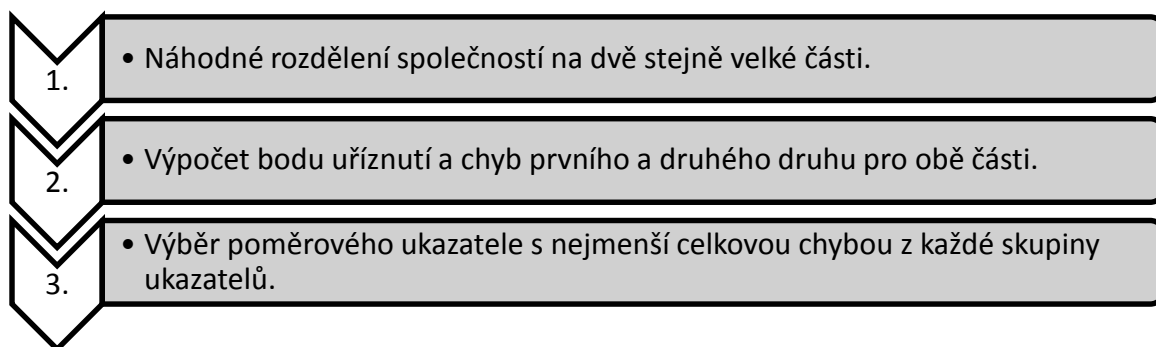 1.
• Náhodné rozdělení společností na dvě stejně velké části.
2.
• Výpočet bodu uříznutí a chyb prvního a druhého druhu pro obě části.
3.
• Výběr poměrového ukazatele s nejmenší celkovou chybou z každé skupiny
ukazatelů.